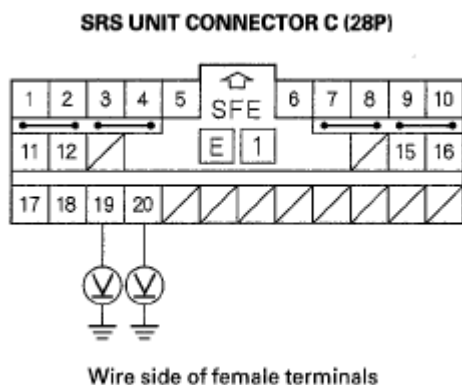 SRS UNIT CONNECTOR C (28P)
1 2 3 4 5 SFE 6 7 8 9 10
11 12 E 1 15 16
17 18 19 20
V V
Wire side of female terminals